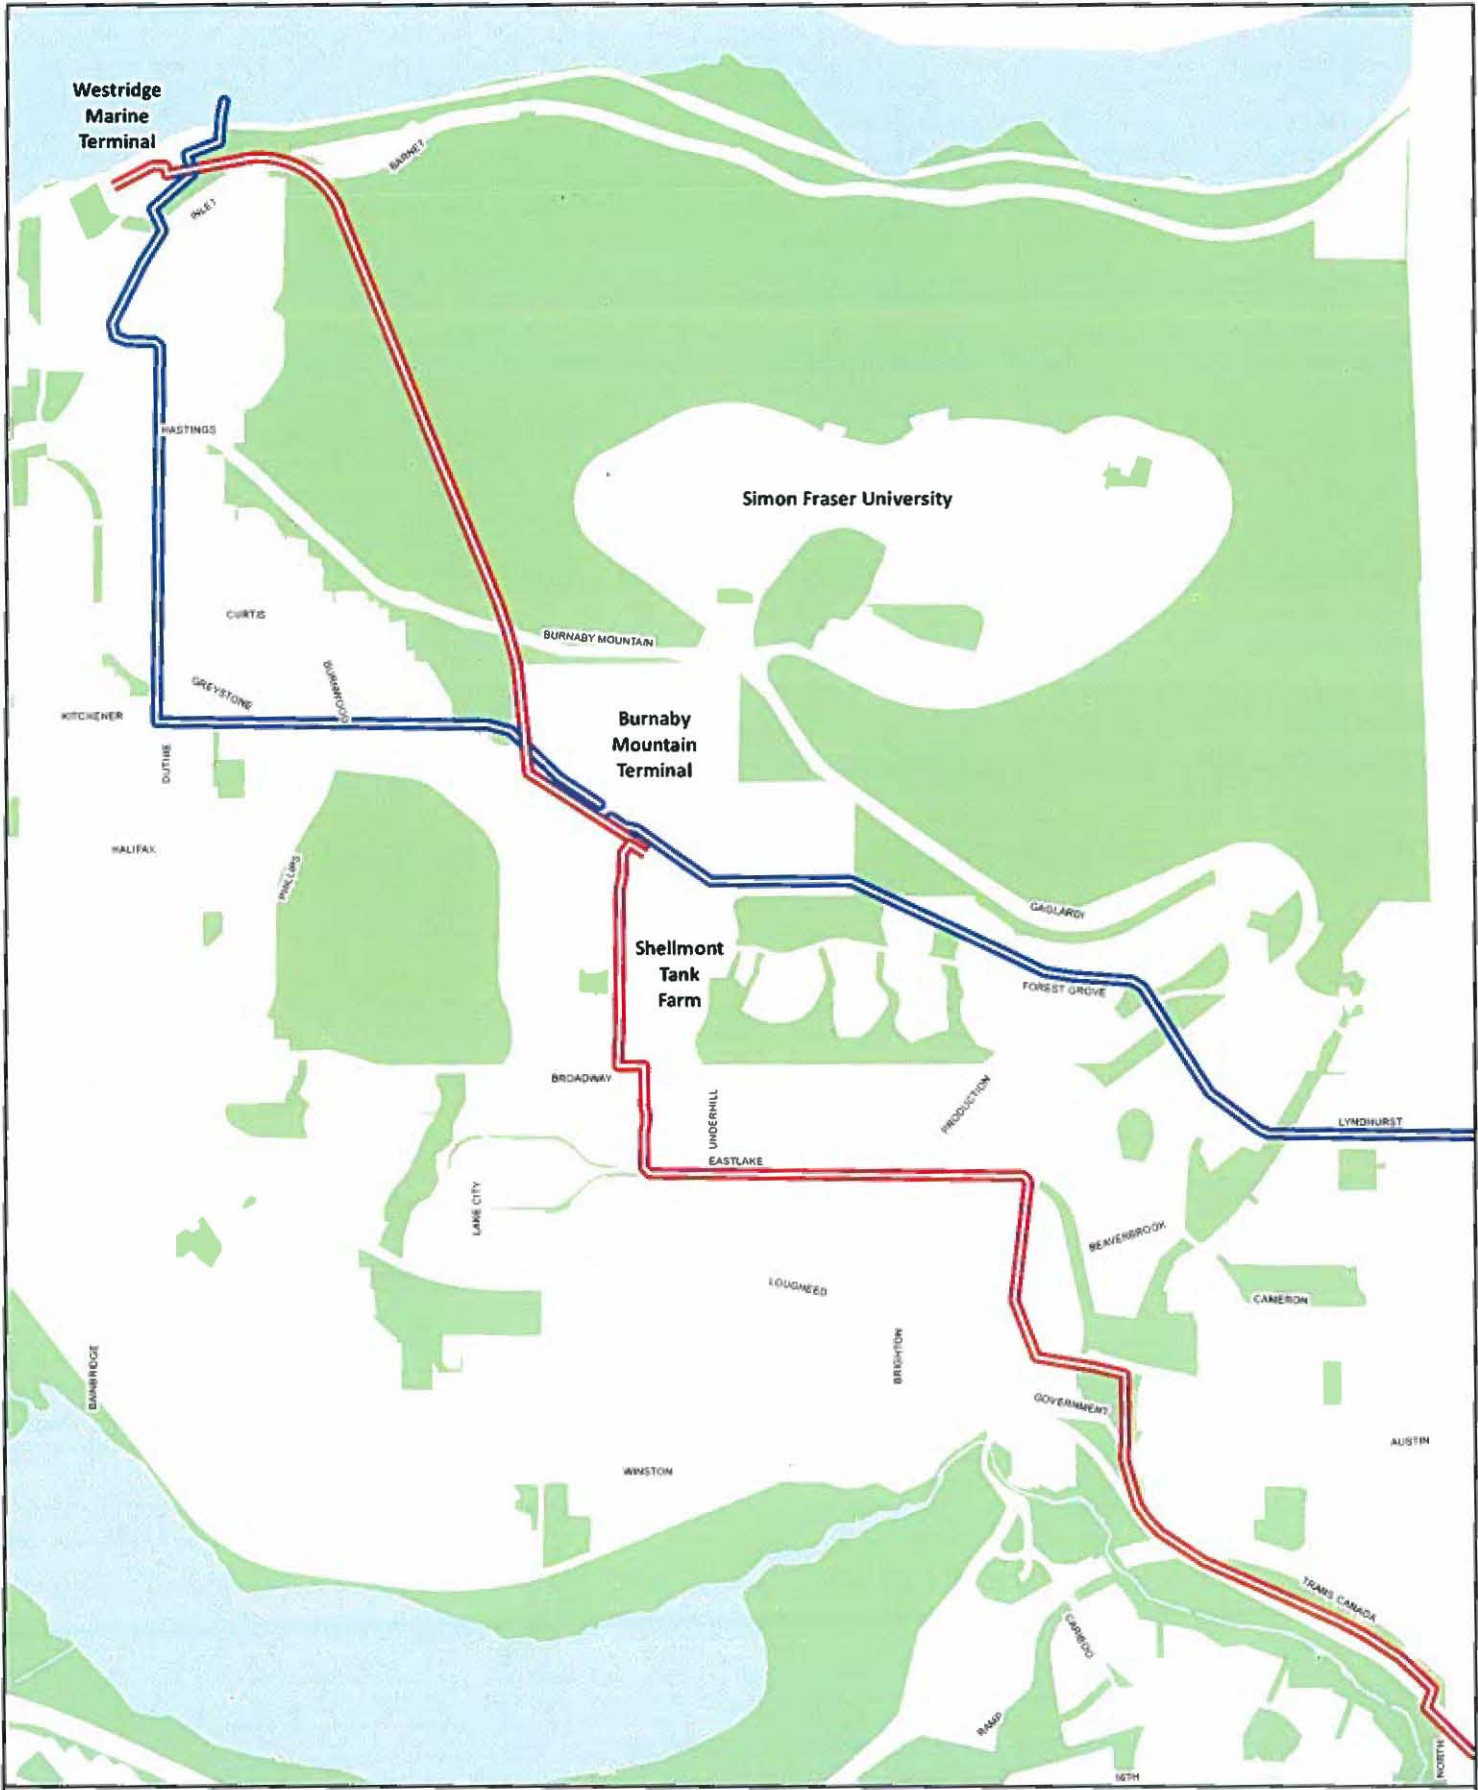 Westridge
Marine
Terminal
BARNET
INLET
HASTINGS
Simon Fraser University
CURTIS
BURNABY MOUNTAIN
GREYSTONE
BURNWOOD
KITCHENER
DUTHIE
Burnaby
Mountain
Terminal
HALIFAX
PHILLIPS
GAGLARDI
Shellmont
Tank
Farm
FOREST GROVE
BROADWAY
UNDERHILL
PRODUCTION
LYNDHURST
EASTLAKE
LAKE CITY
BEAVERBROOK
LOUGHEED
CAMERON
BAINBRIDGE
BRIGHTON
GOVERNMENT
AUSTIN
WINSTON
TRANS CANADA
CARIBOO
RAMP
NORTH
16TH